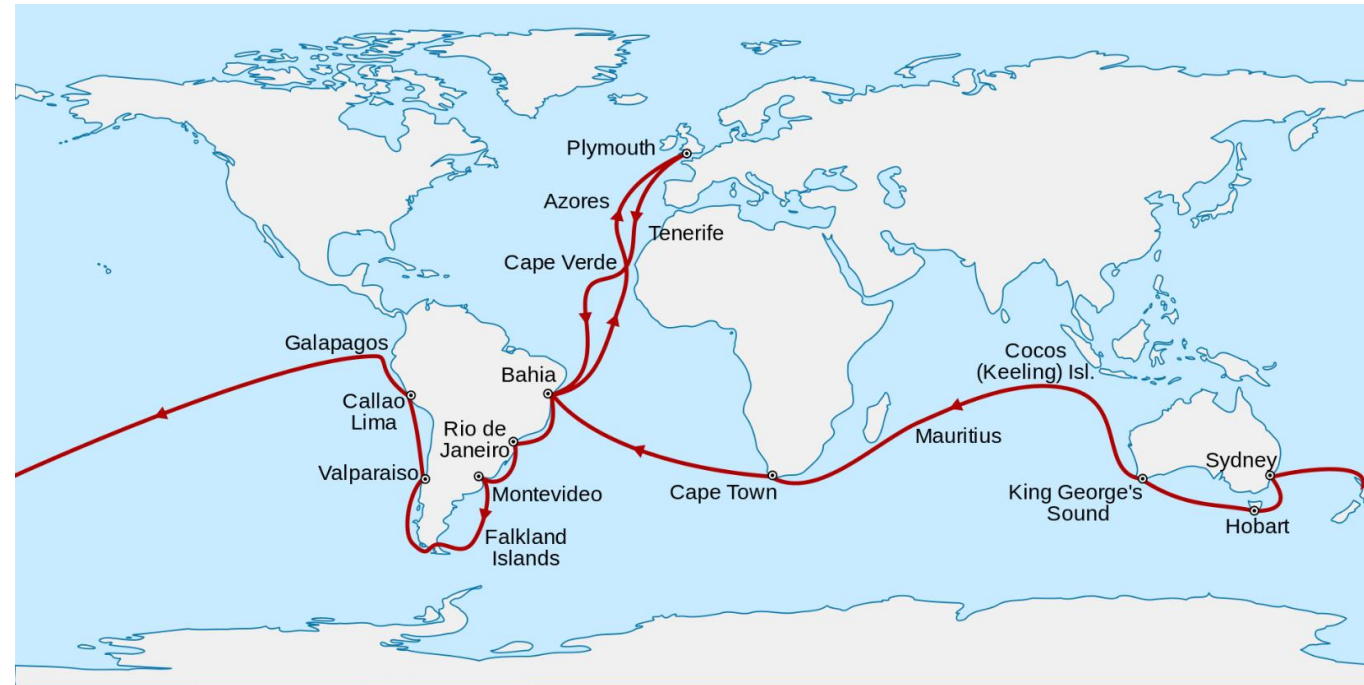 Plymouth
Azores
Tenerife
Cape Verde
Galapagos
Cocos
(Keeling) Isl.
Bahia
Callao
Lima
Rio de
Janeiro
Mauritius
Valparaiso
Sydney
Montevideo
Cape Town
King George's
Sound
Hobart
Falkland
Islands